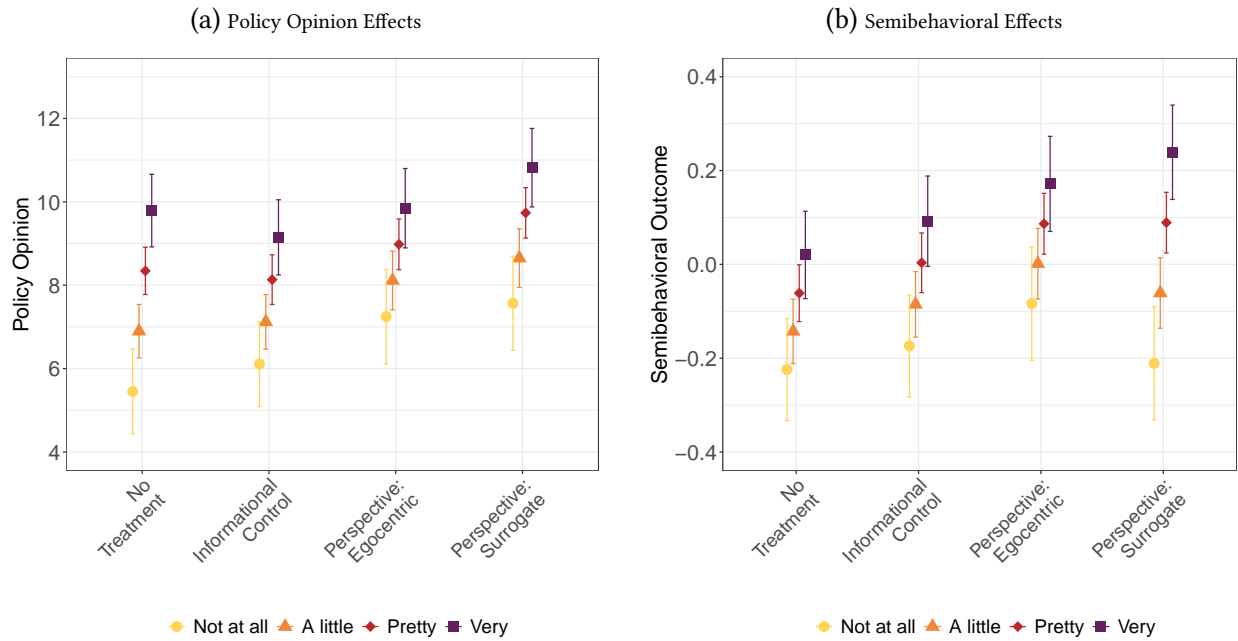 (a) Policy Opinion Effects
Policy Opinion
12
10
8
6
4
No
Treatment
Informational
Control
Perspective:
Egocentric
Perspective:
Surrogate
Not at all A little Pretty Very
(b) Semibehavioral Effects
Semibehavioral Outcome
0.4
0.2
0.0
−0.2
−0.4
No
Treatment
Informational
Control
Perspective:
Egocentric
Perspective:
Surrogate
Not at all A little Pretty Very